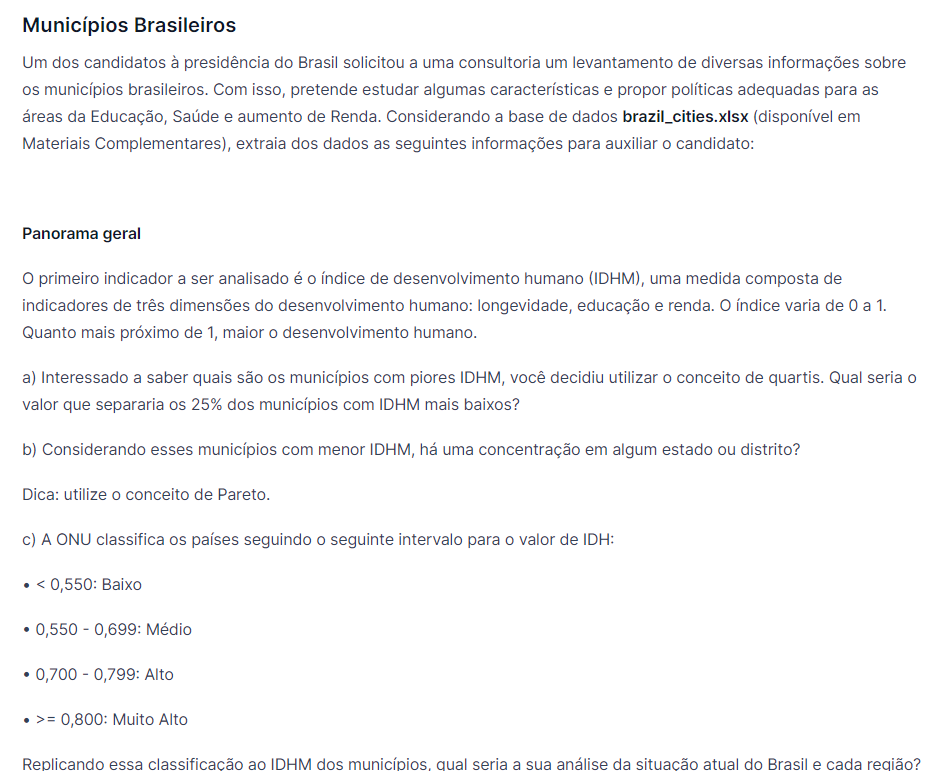 Municípios Brasileiros
Um dos candidatos à presidência do Brasil solicitou a uma consultoria um levantamento de diversas informações sobre
os municípios brasileiros. Com isso, pretende estudar algumas características e propor políticas adequadas para as
áreas da Educação, Saúde e aumento de Renda. Considerando a base de dados brazil_cities.xlsx (disponível em
Materiais Complementares), extraia dos dados as seguintes informações para auxiliar o candidato:
Panorama geral
O primeiro indicador a ser analisado é o índice de desenvolvimento humano (IDHM), uma medida composta de
indicadores de três dimensões do desenvolvimento humano: longevidade, educação e renda. O índice varia de 0 a 1.
Quanto mais próximo de 1, maior o desenvolvimento humano.
a) Interessado a saber quais são os municípios com piores IDHM, você decidiu utilizar o conceito de quartis. Qual seria o
valor que separaria os 25% dos municípios com IDHM mais baixos?
b) Considerando esses municípios com menor IDHM, há uma concentração em algum estado ou distrito?
Dica: utilize o conceito de Pareto.
c) A ONU classifica os países seguindo o seguinte intervalo para o valor de IDH:
• < 0,550: Baixo
• 0,550 - 0,699: Médio
• 0,700 - 0,799: Alto
• >= 0,800: Muito Alto
Replicando essa classificação ao IDHM dos municípios, qual seria a sua análise da situação atual do Brasil e cada região?